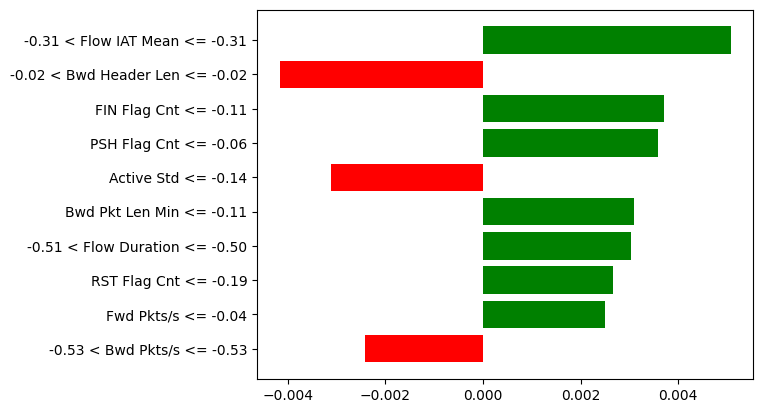 -0.31 < Flow IAT Mean <= -0.31
-0.02 < Bwd Header Len <= -0.02
FIN Flag Cnt <= -0.11
PSH Flag Cnt <= -0.06
Active Std <= -0.14
Bwd Pkt Len Min <= -0.11
-0.51 < Flow Duration <= -0.50
RST Flag Cnt <= -0.19
Fwd Pkts/s <= -0.04
-0.53 < Bwd Pkts/s <= -0.53
−0.004 −0.002 0.000 0.002 0.004